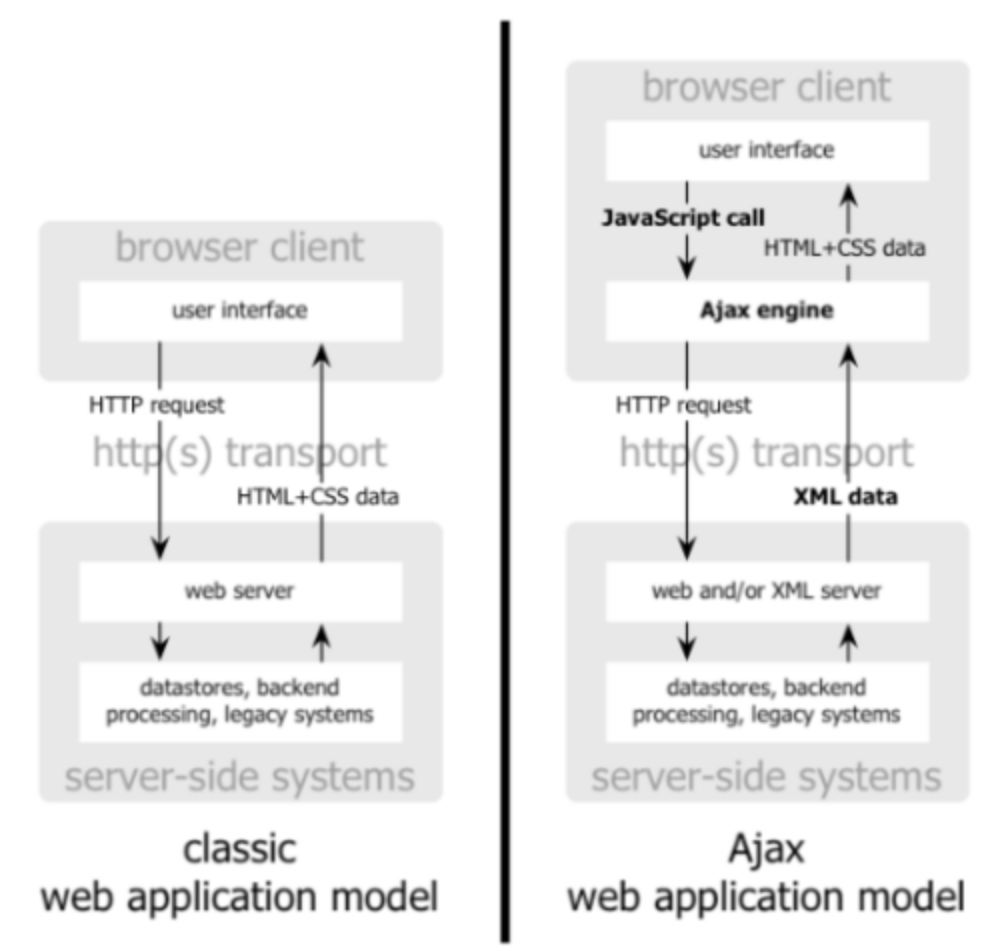 browser client
user interface
HTTP request
http(s) transport
HTML+CSS data
web server
datastores, backend
processing, legacy systems
server-side systems
classic
web application model
browser client
user interface
JavaScript call
HTML+CSS data
Ajax engine
HTTP request
http(s) transport
XML data
web and/or XML server
datastores, backend
processing, legacy systems
server-side systems
Ajax
web application model